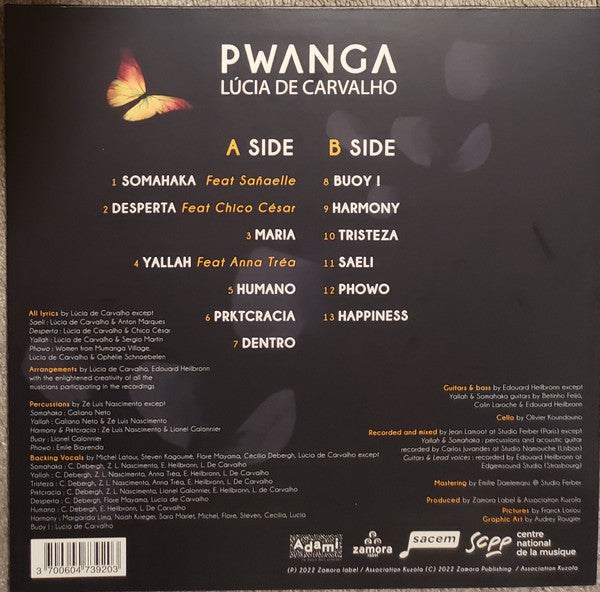 PWANGA
LÚCIA DE CARVALHO
A SIDE
1 SOMAHAKA Feat Sañaelle
2 DESPERTA Feat Chico César
3 MARIA
4 YALLAH Feat Anna Tréa
5 HUMANO
6 PRKTCRACIA
7 DENTRO
B SIDE
8 BUOY I
9 HARMONY
10 TRISTEZA
11 SAELI
12 PHOWO
13 HAPPINESS
All lyrics by Lúcia de Carvalho except
Saeli : Lúcia de Carvalho & Anton Marques
Desperta : Lúcia de Carvalho & Chico César
Yallah : Lúcia de Carvalho & Sergio Martin
Phowo : Women from Mumanga Village,
Lúcia de Carvalho & Ophélie Schnoebelen
Arrangements by Lúcia de Carvalho, Edouard Heilbronn
with the enlightened creativity of all the
musicians participating in the recordings
Percussions by Zé Luis Nascimento except
Somahaka : Galiano Neto
Yallah : Galiano Neto & Zé Luis Nascimento
Harmony & Prktcracia : Zé Luis Nascimento & Lionel Galonnier
Buoy : Lionel Galonnier
Phowo : Emile Biayenda
Backing Vocals by Michel Latour, Steven Kagoumé, Flore Mayama, Cecilia Debergh, Lúcia de Carvalho except
Somahaka : C. Debergh, Z. L. Nascimento, E. Heilbronn, L. De Carvalho
Yallah : C. Debergh, Z. L. Nascimento, Anna Tréa, E. Heilbronn, L. De Carvalho
Tristeza : C. Debergh, Z. L. Nascimento, Anna Tréa, E. Heilbronn, L. De Carvalho
Prktcracia : C. Debergh, Z. L. Nascimento, Lionel Galonnier, E. Heilbronn, L. De Carvalho
Desperta : C. Debergh, Flore Mayama, L. De Carvalho
Humano : C. Debergh, E. Heilbronn, L. De Carvalho
Harmony : Margarida Lima, Noah Krieger, Sara Marlet, Michel, Flore, Steven, Cecilia, Lucia
Buoy I : Lucia de Carvalho
Guitars & bass by Edouard Heilbronn except
Yallah & Somahaka guitars by Betinho Feijó,
Colin Laroche & Edouard Heilbronn
Cello by Olivier Koundouno
Recorded and mixed by Jean Lamoot at Studio Ferber (Paris) except
Yallah & Somahaka : percussions and acoustic guitar
recorded by Carlos Juvandes at Studio Namouche (Lisbon)
Guitars & Lead voices : recorded by Edouard Heilbronn at
Edgensound Studio (Strasbourg)
Mastering by Emilie Daelemans @ Studio Ferber
Produced by Zamora Label & Association Kuzola
Pictures by Franck Loriou
Graphic Art by Audrey Rougier
3 700604 739203
Adami
zamora
label
sacem
scpp
centre
national
de la musique
(P) 2022 Zamora label / Association Kuzola (C) 2022 Zamora Publishing / Association Kuzola